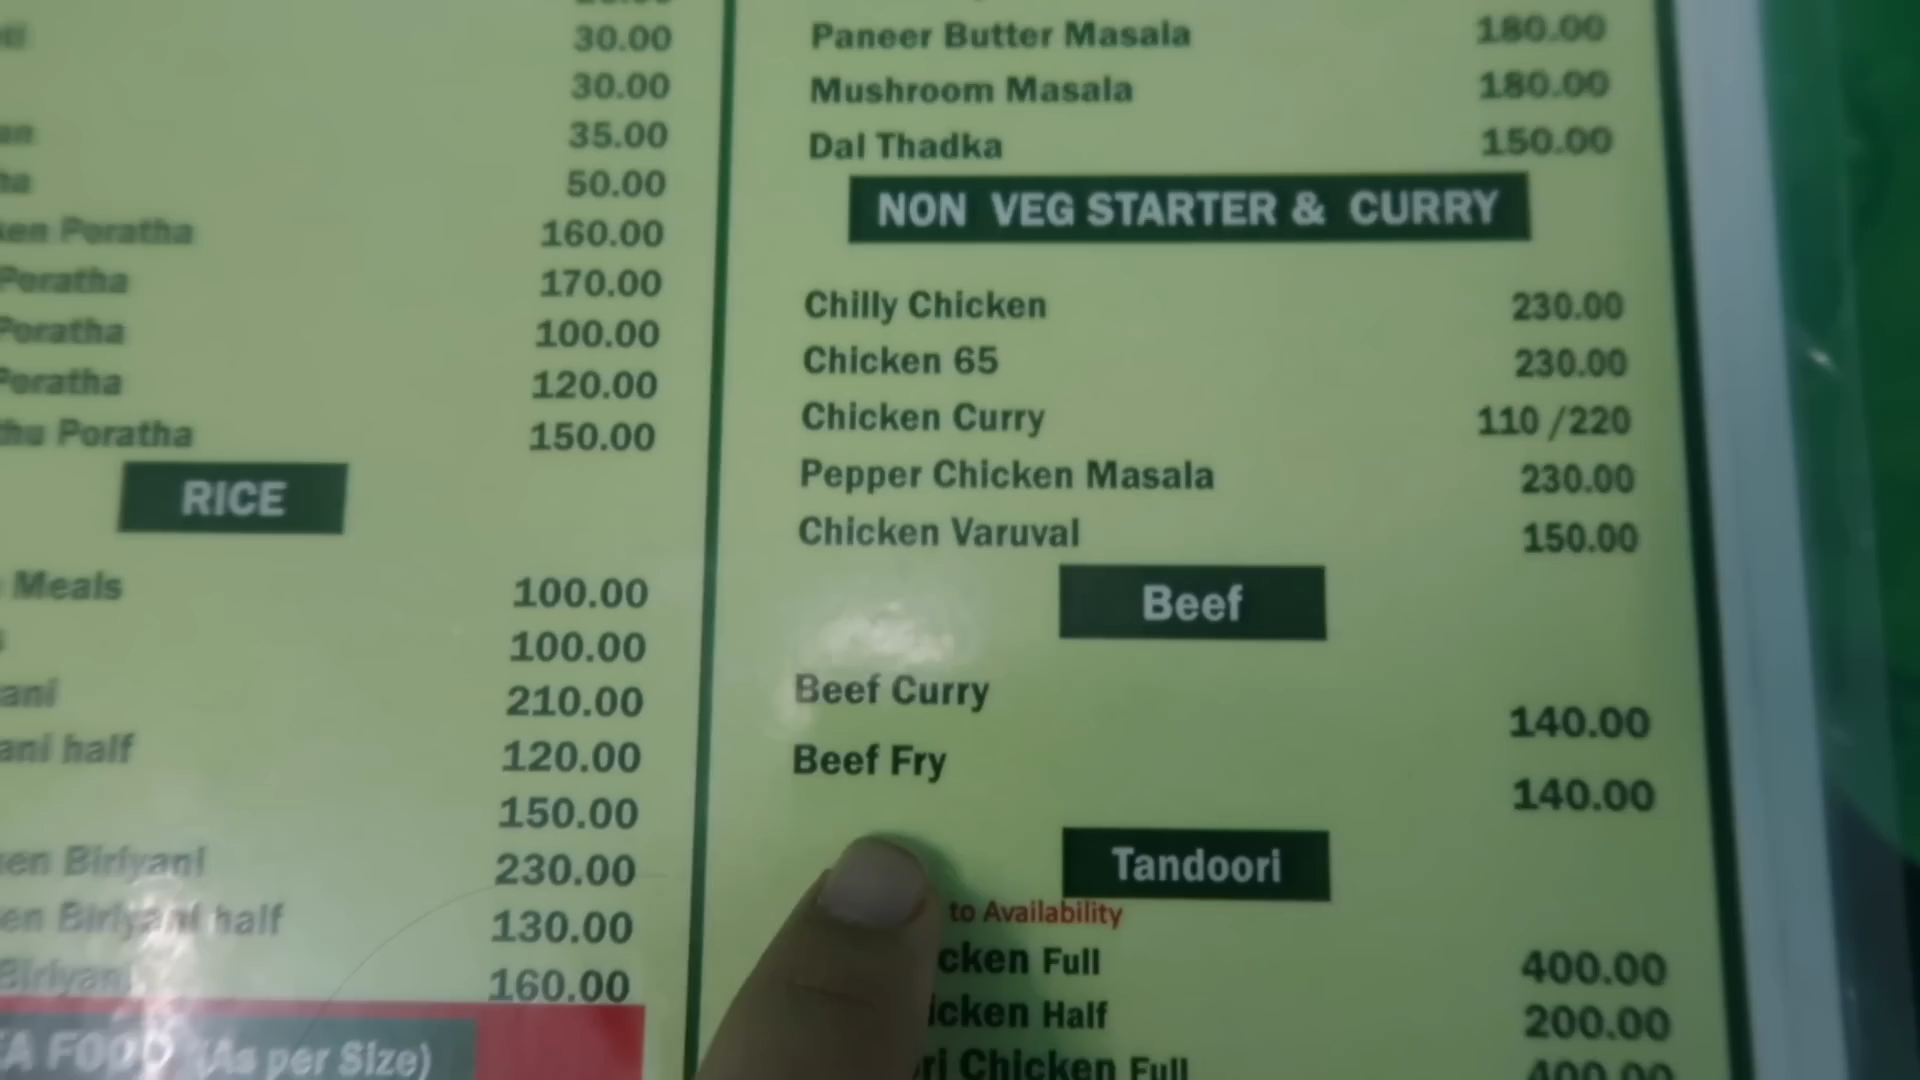 30.00
30.00
35.00
50.00
Poratha 160.00
Poratha 170.00
Poratha 100.00
Poratha 120.00
Poratha 150.00
RICE
Meals 100.00
100.00
210.00
half 120.00
150.00
Biriyani 230.00
Biriyani half 130.00
Biriyani 160.00
FOOD (As per Size)
Paneer Butter Masala 180.00
Mushroom Masala 180.00
Dal Thadka 150.00
NON VEG STARTER & CURRY
Chilly Chicken 230.00
Chicken 65 230.00
Chicken Curry 110 /220
Pepper Chicken Masala 230.00
Chicken Varuval 150.00
Beef
Beef Curry 140.00
Beef Fry 140.00
Tandoori
to Availability
Full 400.00
Half 200.00
Chicken Full 400.00